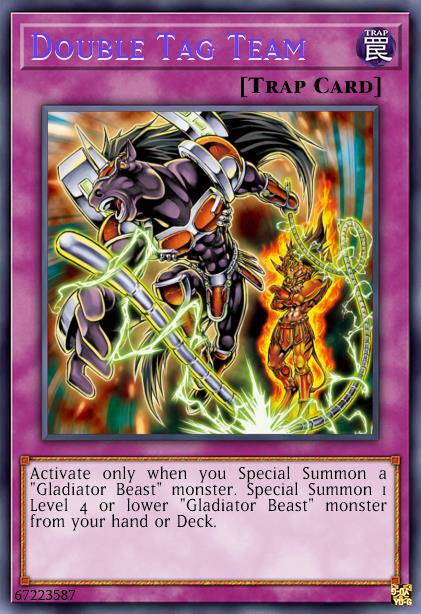 Double Tag Team
TRAP
罠
[Trap Card]
Activate only when you Special Summon a
"Gladiator Beast" monster. Special Summon 1
Level 4 or lower "Gladiator Beast" monster
from your hand or Deck.
67223587